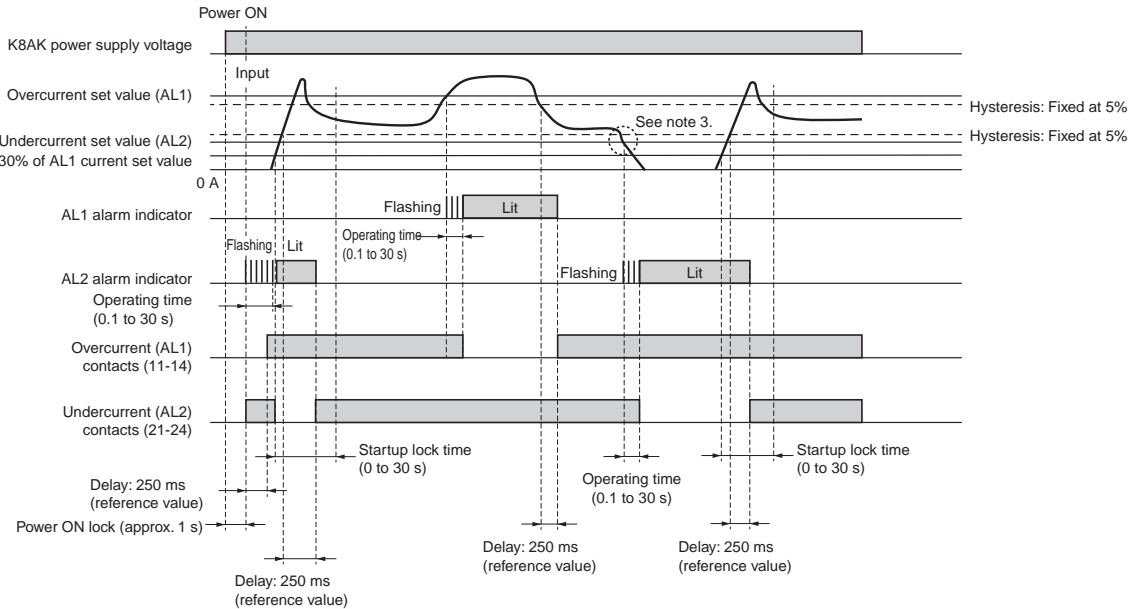 Power ON
K8AK power supply voltage
Input
Overcurrent set value (AL1)
Hysteresis: Fixed at 5%
See note 3.
Undercurrent set value (AL2)
Hysteresis: Fixed at 5%
30% of AL1 current set value
0 A
AL1 alarm indicator
Flashing
Lit
Operating time
(0.1 to 30 s)
Flashing
Lit
AL2 alarm indicator
Flashing
Lit
Operating time
(0.1 to 30 s)
Overcurrent (AL1)
contacts (11-14)
Undercurrent (AL2)
contacts (21-24)
Startup lock time
(0 to 30 s)
Startup lock time
(0 to 30 s)
Operating time
(0.1 to 30 s)
Delay: 250 ms
(reference value)
Power ON lock (approx. 1 s)
Delay: 250 ms
(reference value)
Delay: 250 ms
(reference value)
Delay: 250 ms
(reference value)